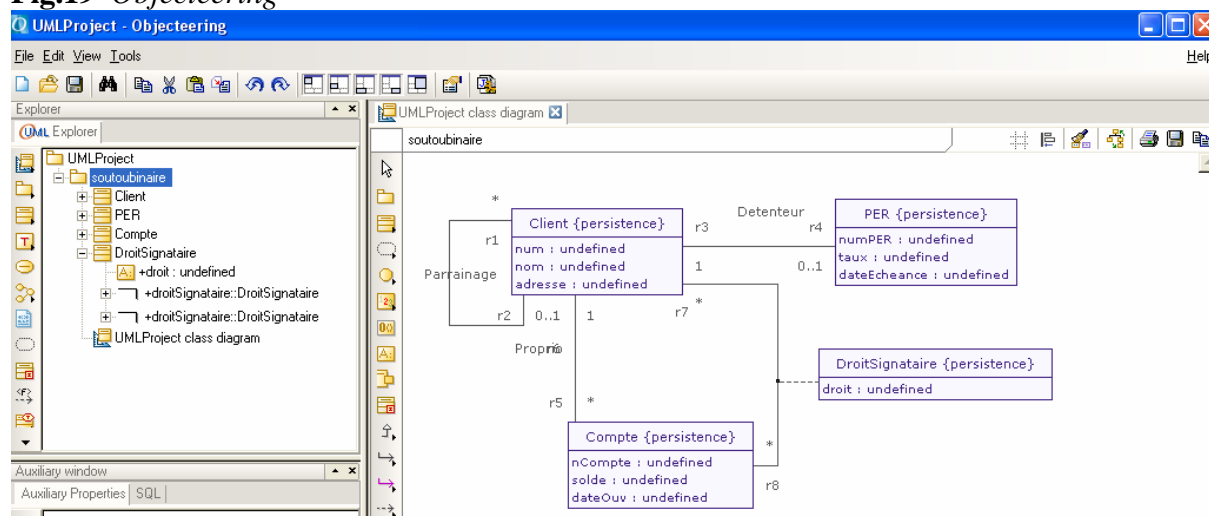 Fig.19 Objecteering
UMLProject - Objecteering
File Edit View Tools
Help
Explorer
UML Explorer
UMLProject
soutoubinaire
Client
PER
Compte
DroitSignataire
+droit : undefined
+droitSignataire::DroitSignataire
+droitSignataire::DroitSignataire
UMLProject class diagram
Auxiliary window
Auxiliary Properties
SQL
UMLProject class diagram
soutoubinaire
*
Client {persistence}
num : undefined
nom : undefined
adresse : undefined
r1
Parrainage
r2
0..1
r3
Detenteur
r4
1
0..1
PER {persistence}
numPER : undefined
taux : undefined
dateEcheance : undefined
1
Proprio
r5
*
r7
*
DroitSignataire {persistence}
droit : undefined
Compte {persistence}
nCompte : undefined
solde : undefined
dateOuv : undefined
*
r8